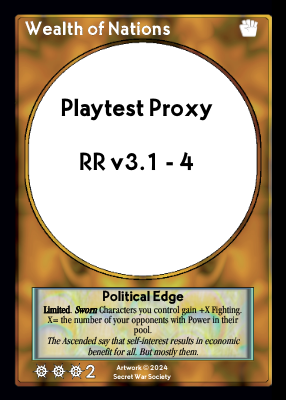 Wealth of Nations
Playtest Proxy
RR v3.1 - 4
Political Edge
Limited. Sworn Characters you control gain +X Fighting.
X= the number of your opponents with Power in their
pool.
The Ascended say that self-interest results in economic
benefit for all. But mostly them.
2
Artwork © 2024
Secret War Society